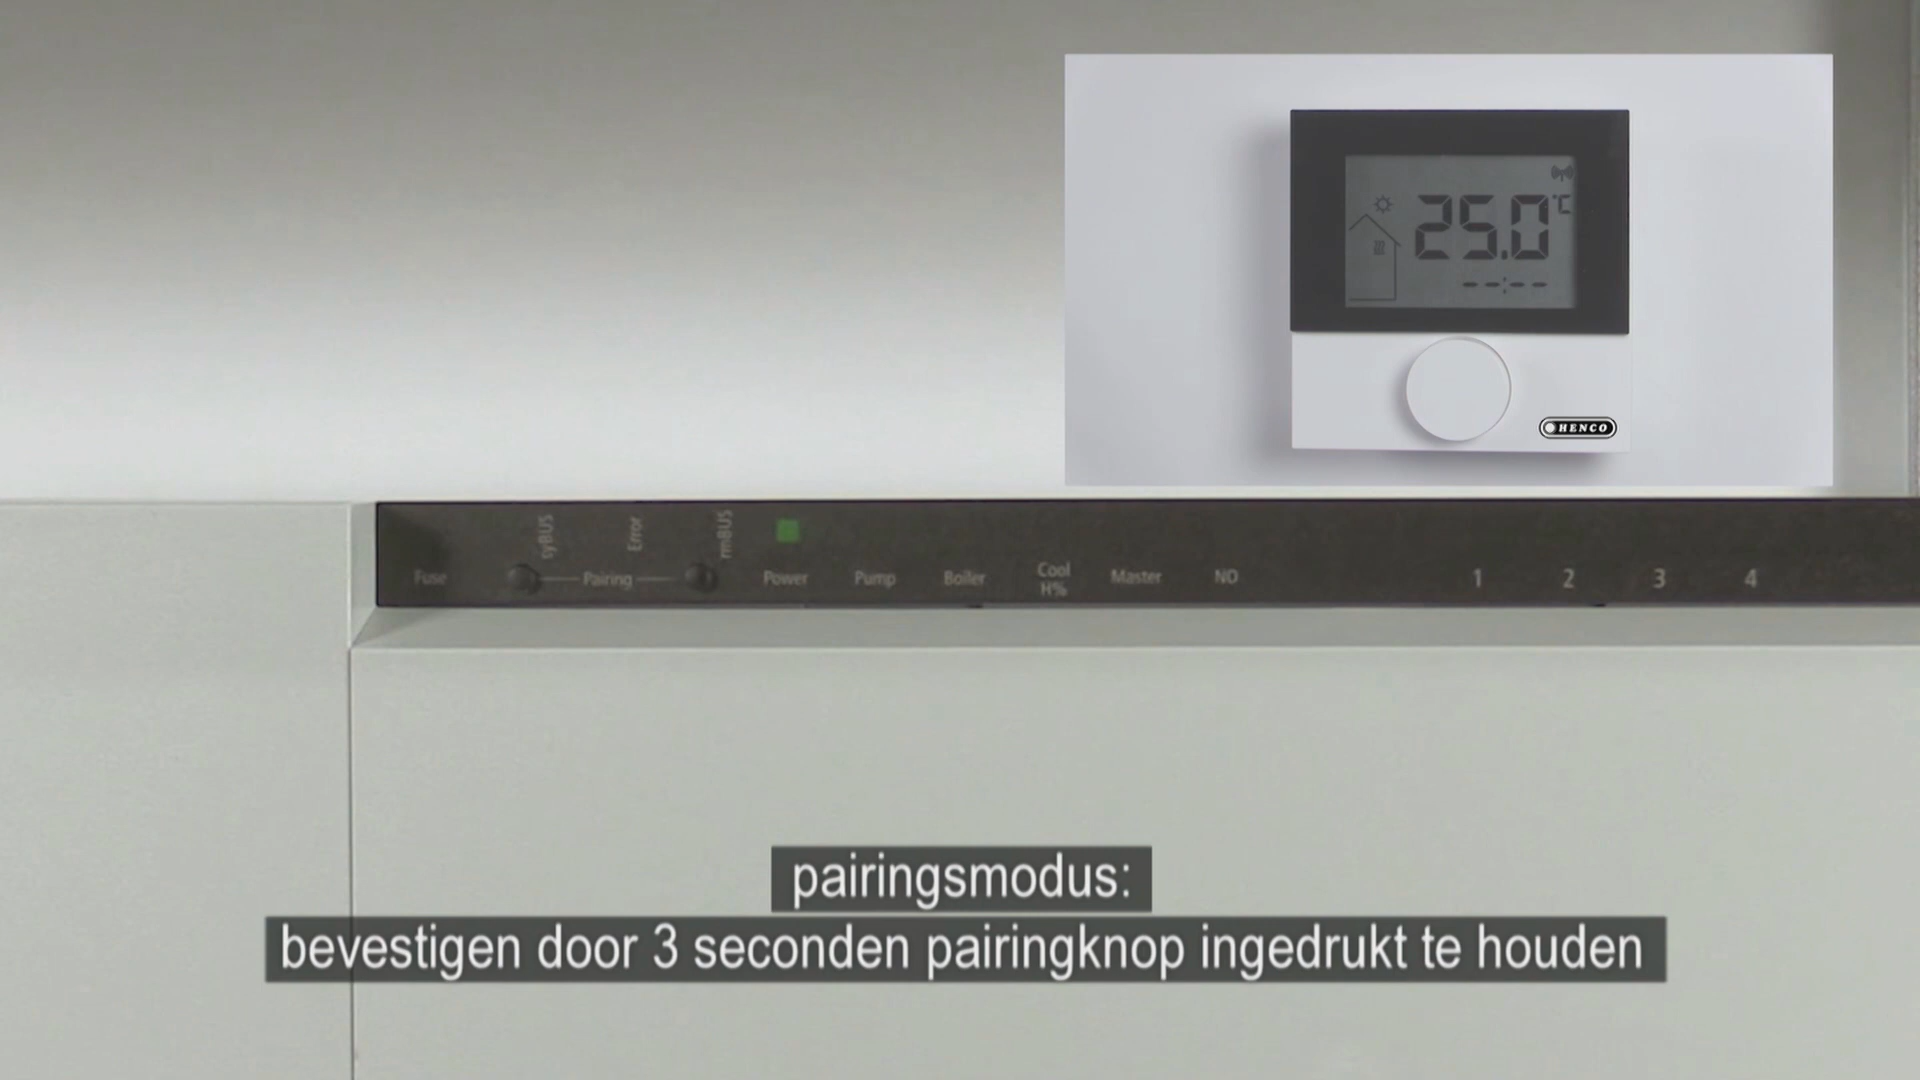 25.0 °C
--:--
HENCO
syBUS
Error
rmBUS
Fuse
Pairing
Power
Pump
Boiler
Cool
H%
Master
NO
1
2
3
4
pairingsmodus:
bevestigen door 3 seconden pairingknop ingedrukt te houden